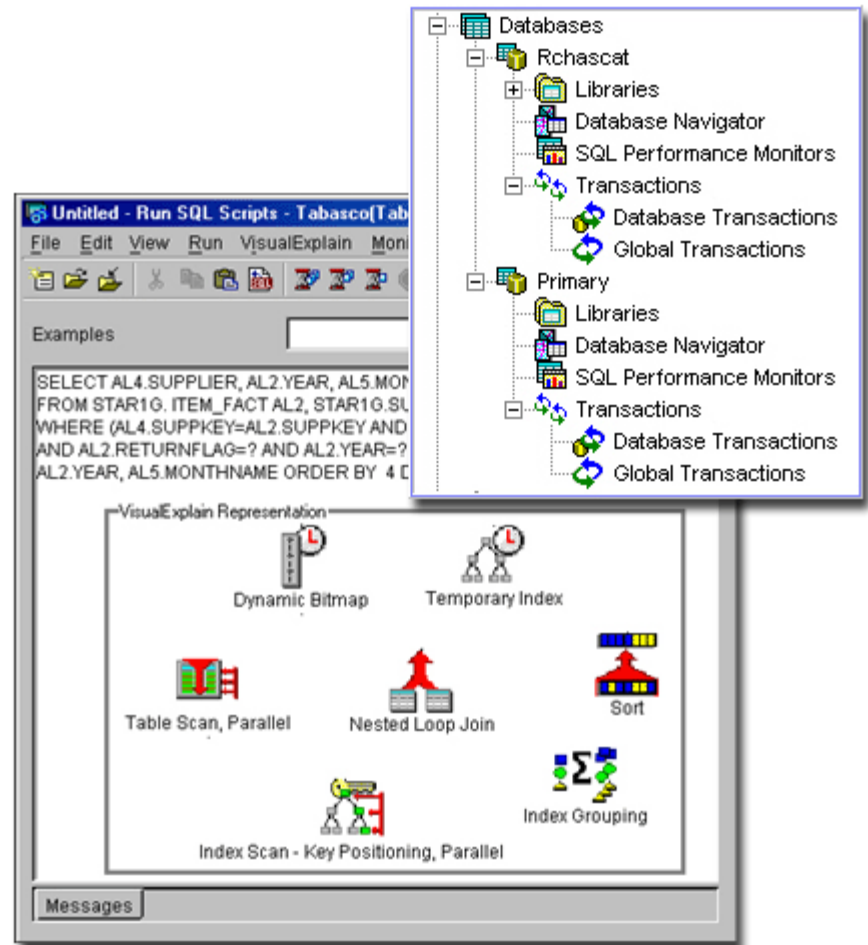 Databases
Rchascat
Libraries
Database Navigator
SQL Performance Monitors
Transactions
Database Transactions
Global Transactions
Primary
Libraries
Database Navigator
SQL Performance Monitors
Transactions
Database Transactions
Global Transactions
Untitled - Run SQL Scripts - Tabasco(Tab
File Edit View Run VisualExplain Moni
Examples
SELECT AL4.SUPPLIER, AL2.YEAR, AL5.MON
FROM STAR1G. ITEM_FACT AL2, STAR1G.SU
WHERE (AL4.SUPPKEY=AL2.SUPPKEY AND
AND AL2.RETURNFLAG=? AND AL2.YEAR=?
AL2.YEAR, AL5.MONTHNAME ORDER BY 4 D
VisualExplain Representation
Dynamic Bitmap
Temporary Index
Table Scan, Parallel
Nested Loop Join
Sort
Index Grouping
Index Scan - Key Positioning, Parallel
Messages